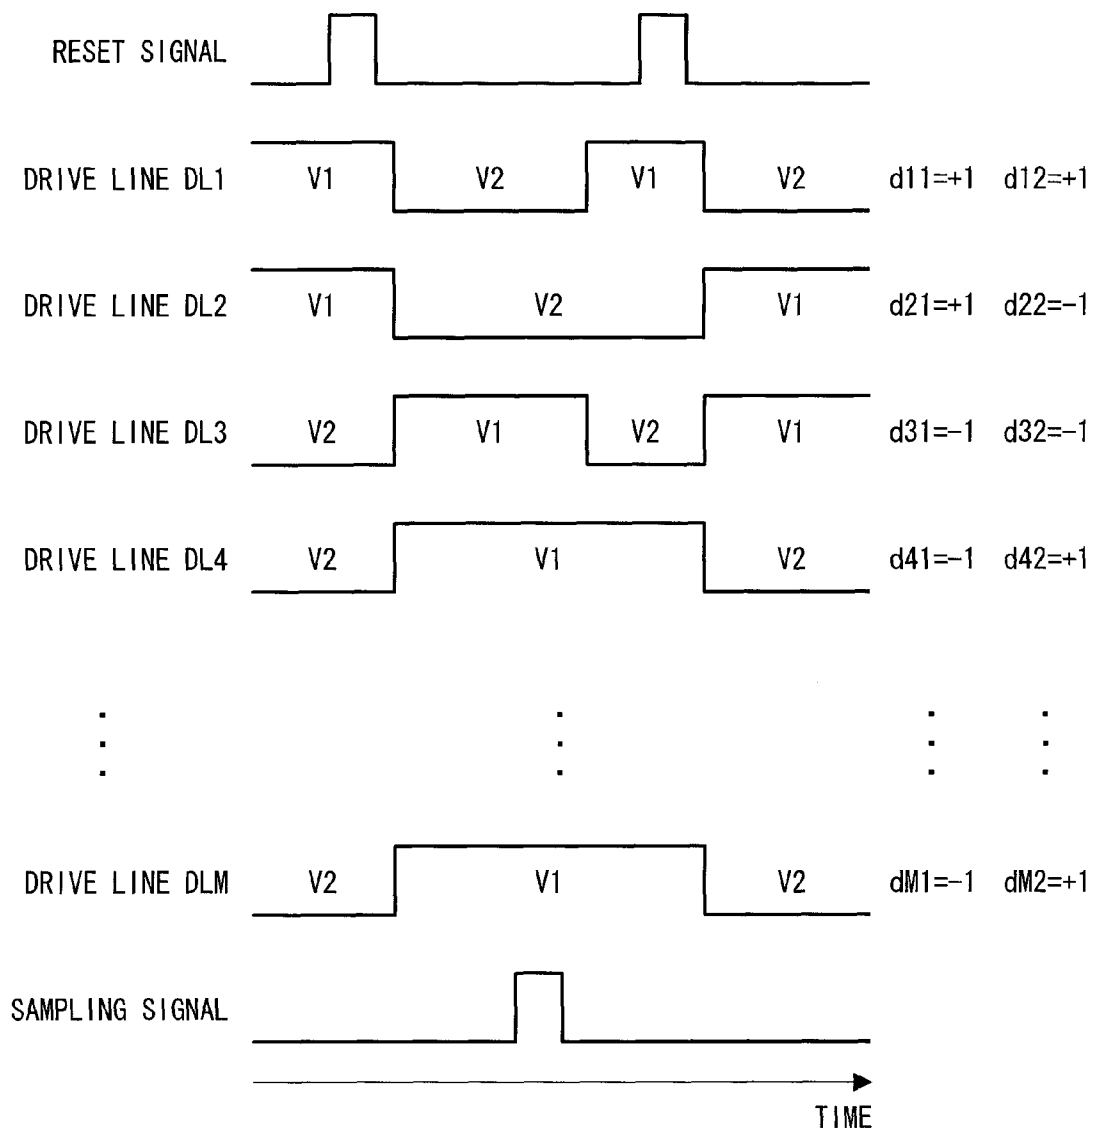 RESET SIGNAL
DRIVE LINE DL1 V1 V2 V1 V2 d11=+1 d12=+1
DRIVE LINE DL2 V1 V2 V1 d21=+1 d22=-1
DRIVE LINE DL3 V2 V1 V2 V1 d31=-1 d32=-1
DRIVE LINE DL4 V2 V1 V2 d41=-1 d42=+1
DRIVE LINE DLM V2 V1 V2 dM1=-1 dM2=+1
SAMPLING SIGNAL
TIME